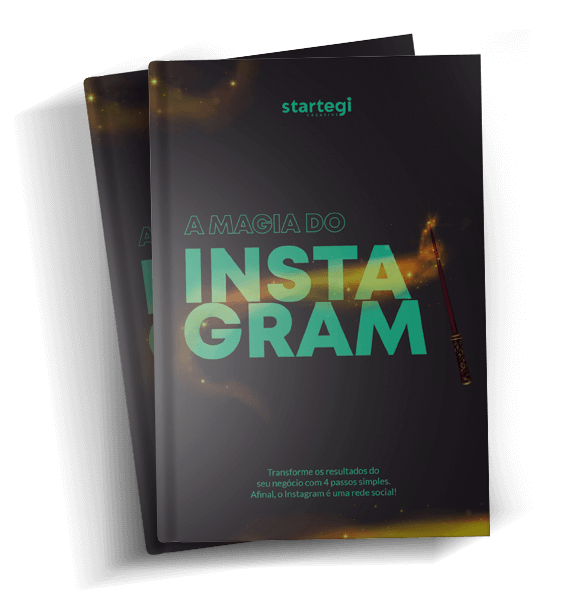 startegi
CREATIVE
A MAGIA DO
INSTA
GRAM
Transforme os resultados do
seu negócio com 4 passos simples.
Afinal, o Instagram é uma rede social!